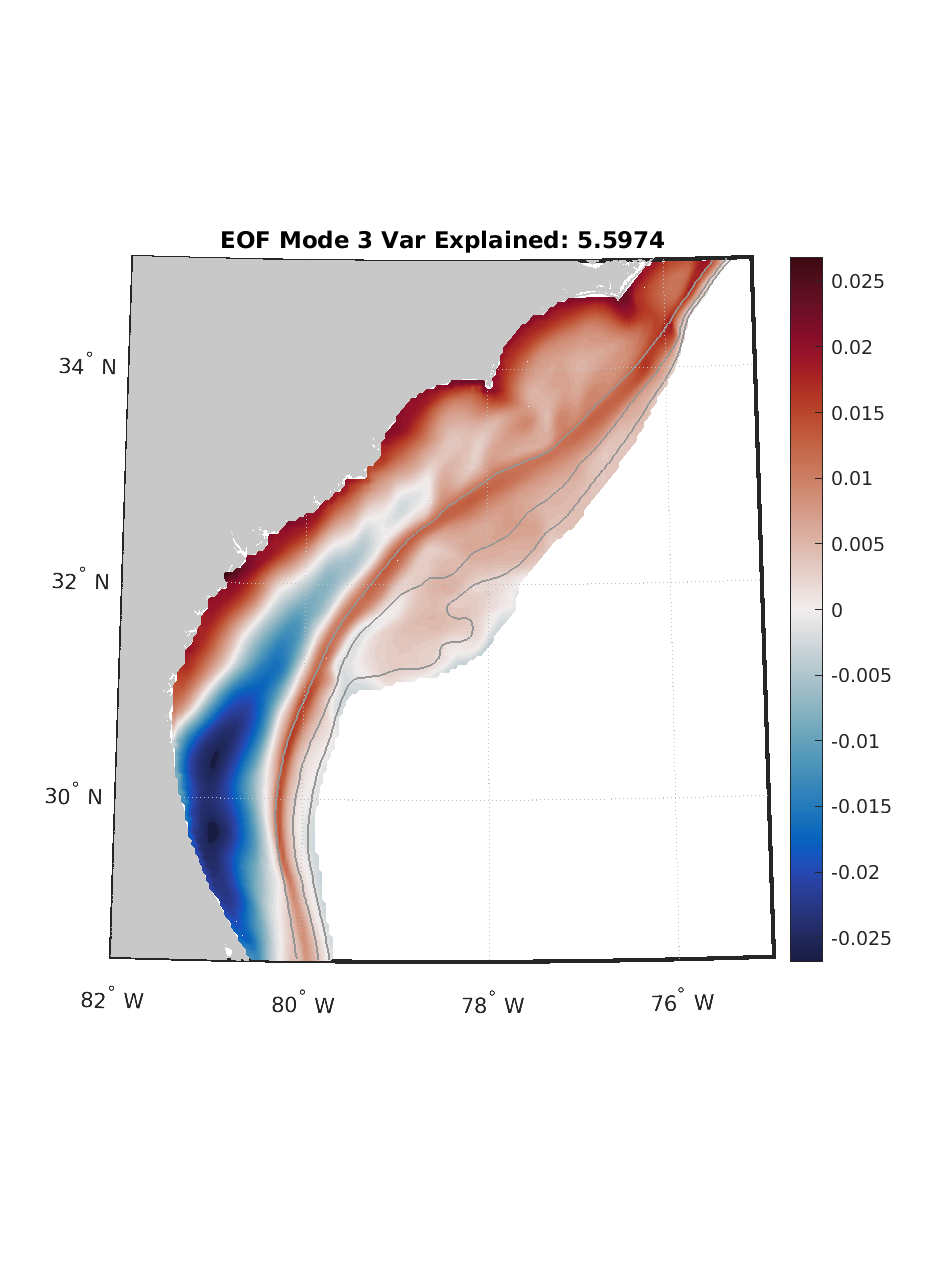 EOF Mode 3 Var Explained: 5.5974
34° N
32° N
30° N
82° W
80° W
78° W
76° W
0.025
0.02
0.015
0.01
0.005
0
-0.005
-0.01
-0.015
-0.02
-0.025